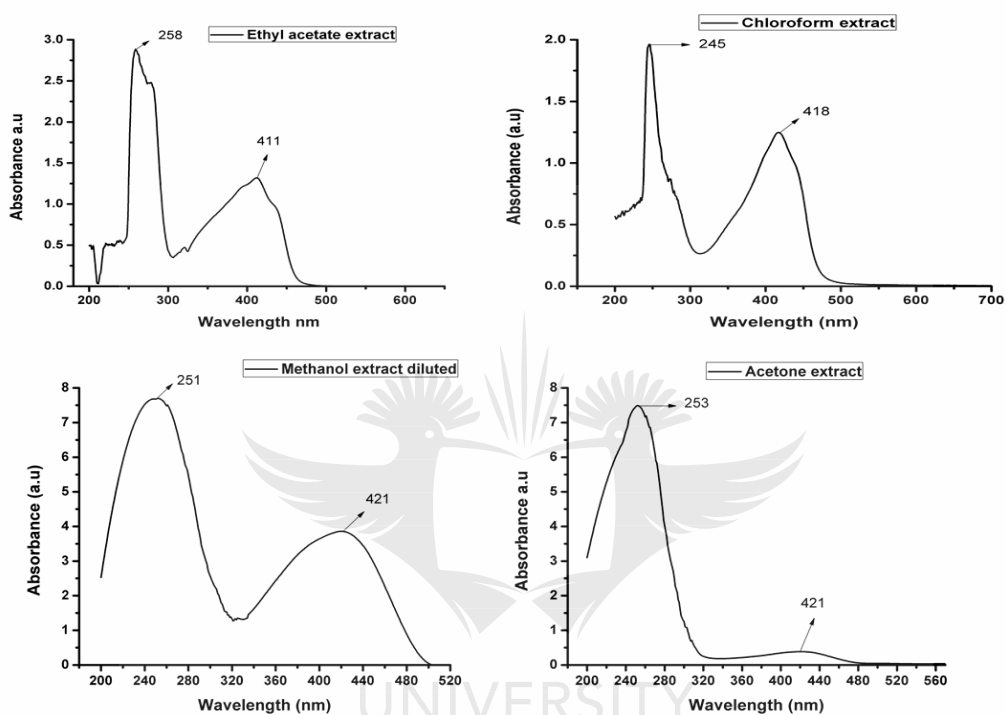 258
Ethyl acetate extract
411
Absorbance a.u
3.0
2.5
2.0
1.5
1.0
0.5
0.0
200 300 400 500 600
Wavelength nm
245
Chloroform extract
418
Absorbance (a.u)
2.0
1.5
1.0
0.5
0.0
200 300 400 500 600 700
Wavelength (nm)
251
Methanol extract diluted
421
Absorbance (a.u)
8
7
6
5
4
3
2
1
0
200 240 280 320 360 400 440 480 520
Wavelength (nm)
253
Acetone extract
421
Absorbance a.u
8
7
6
5
4
3
2
1
0
200 240 280 320 360 400 440 480 520 560
Wavelength (nm)
UNIVERSITY